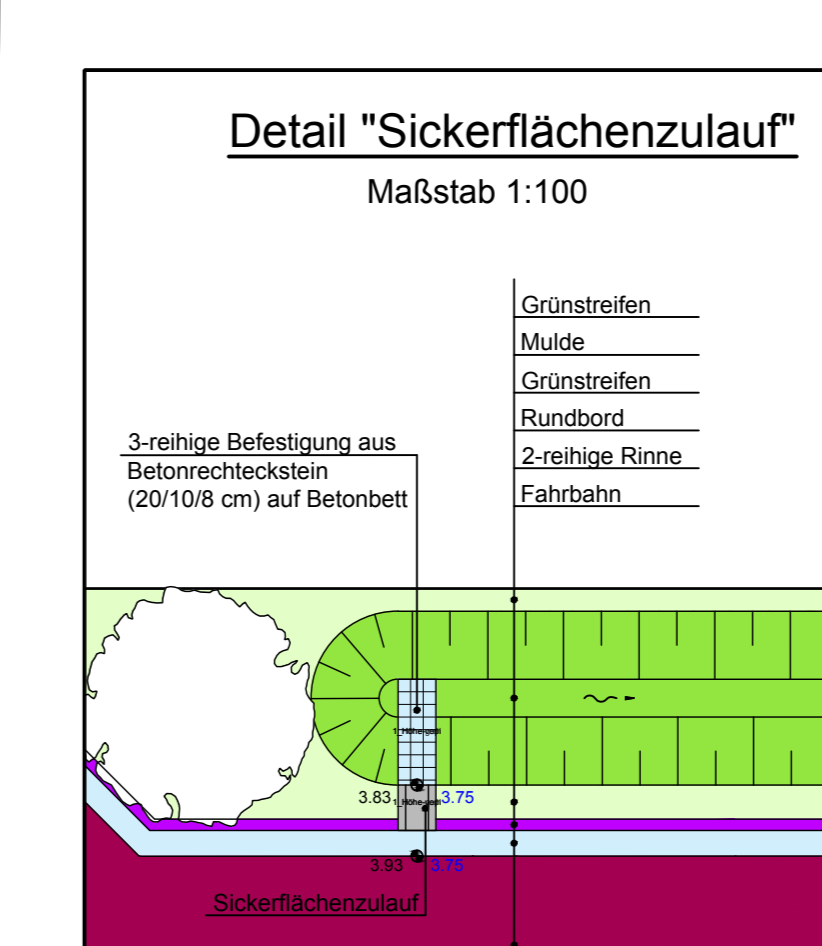 Detail "Sickerflächenzulauf"
Maßstab 1:100
Grünstreifen
Mulde
Grünstreifen
Rundbord
2-reihige Rinne
Fahrbahn
3-reihige Befestigung aus
Betonrechteckstein
(20/10/8 cm) auf Betonbett
3.83
3.75
3.93
3.75
Sickerflächenzulauf